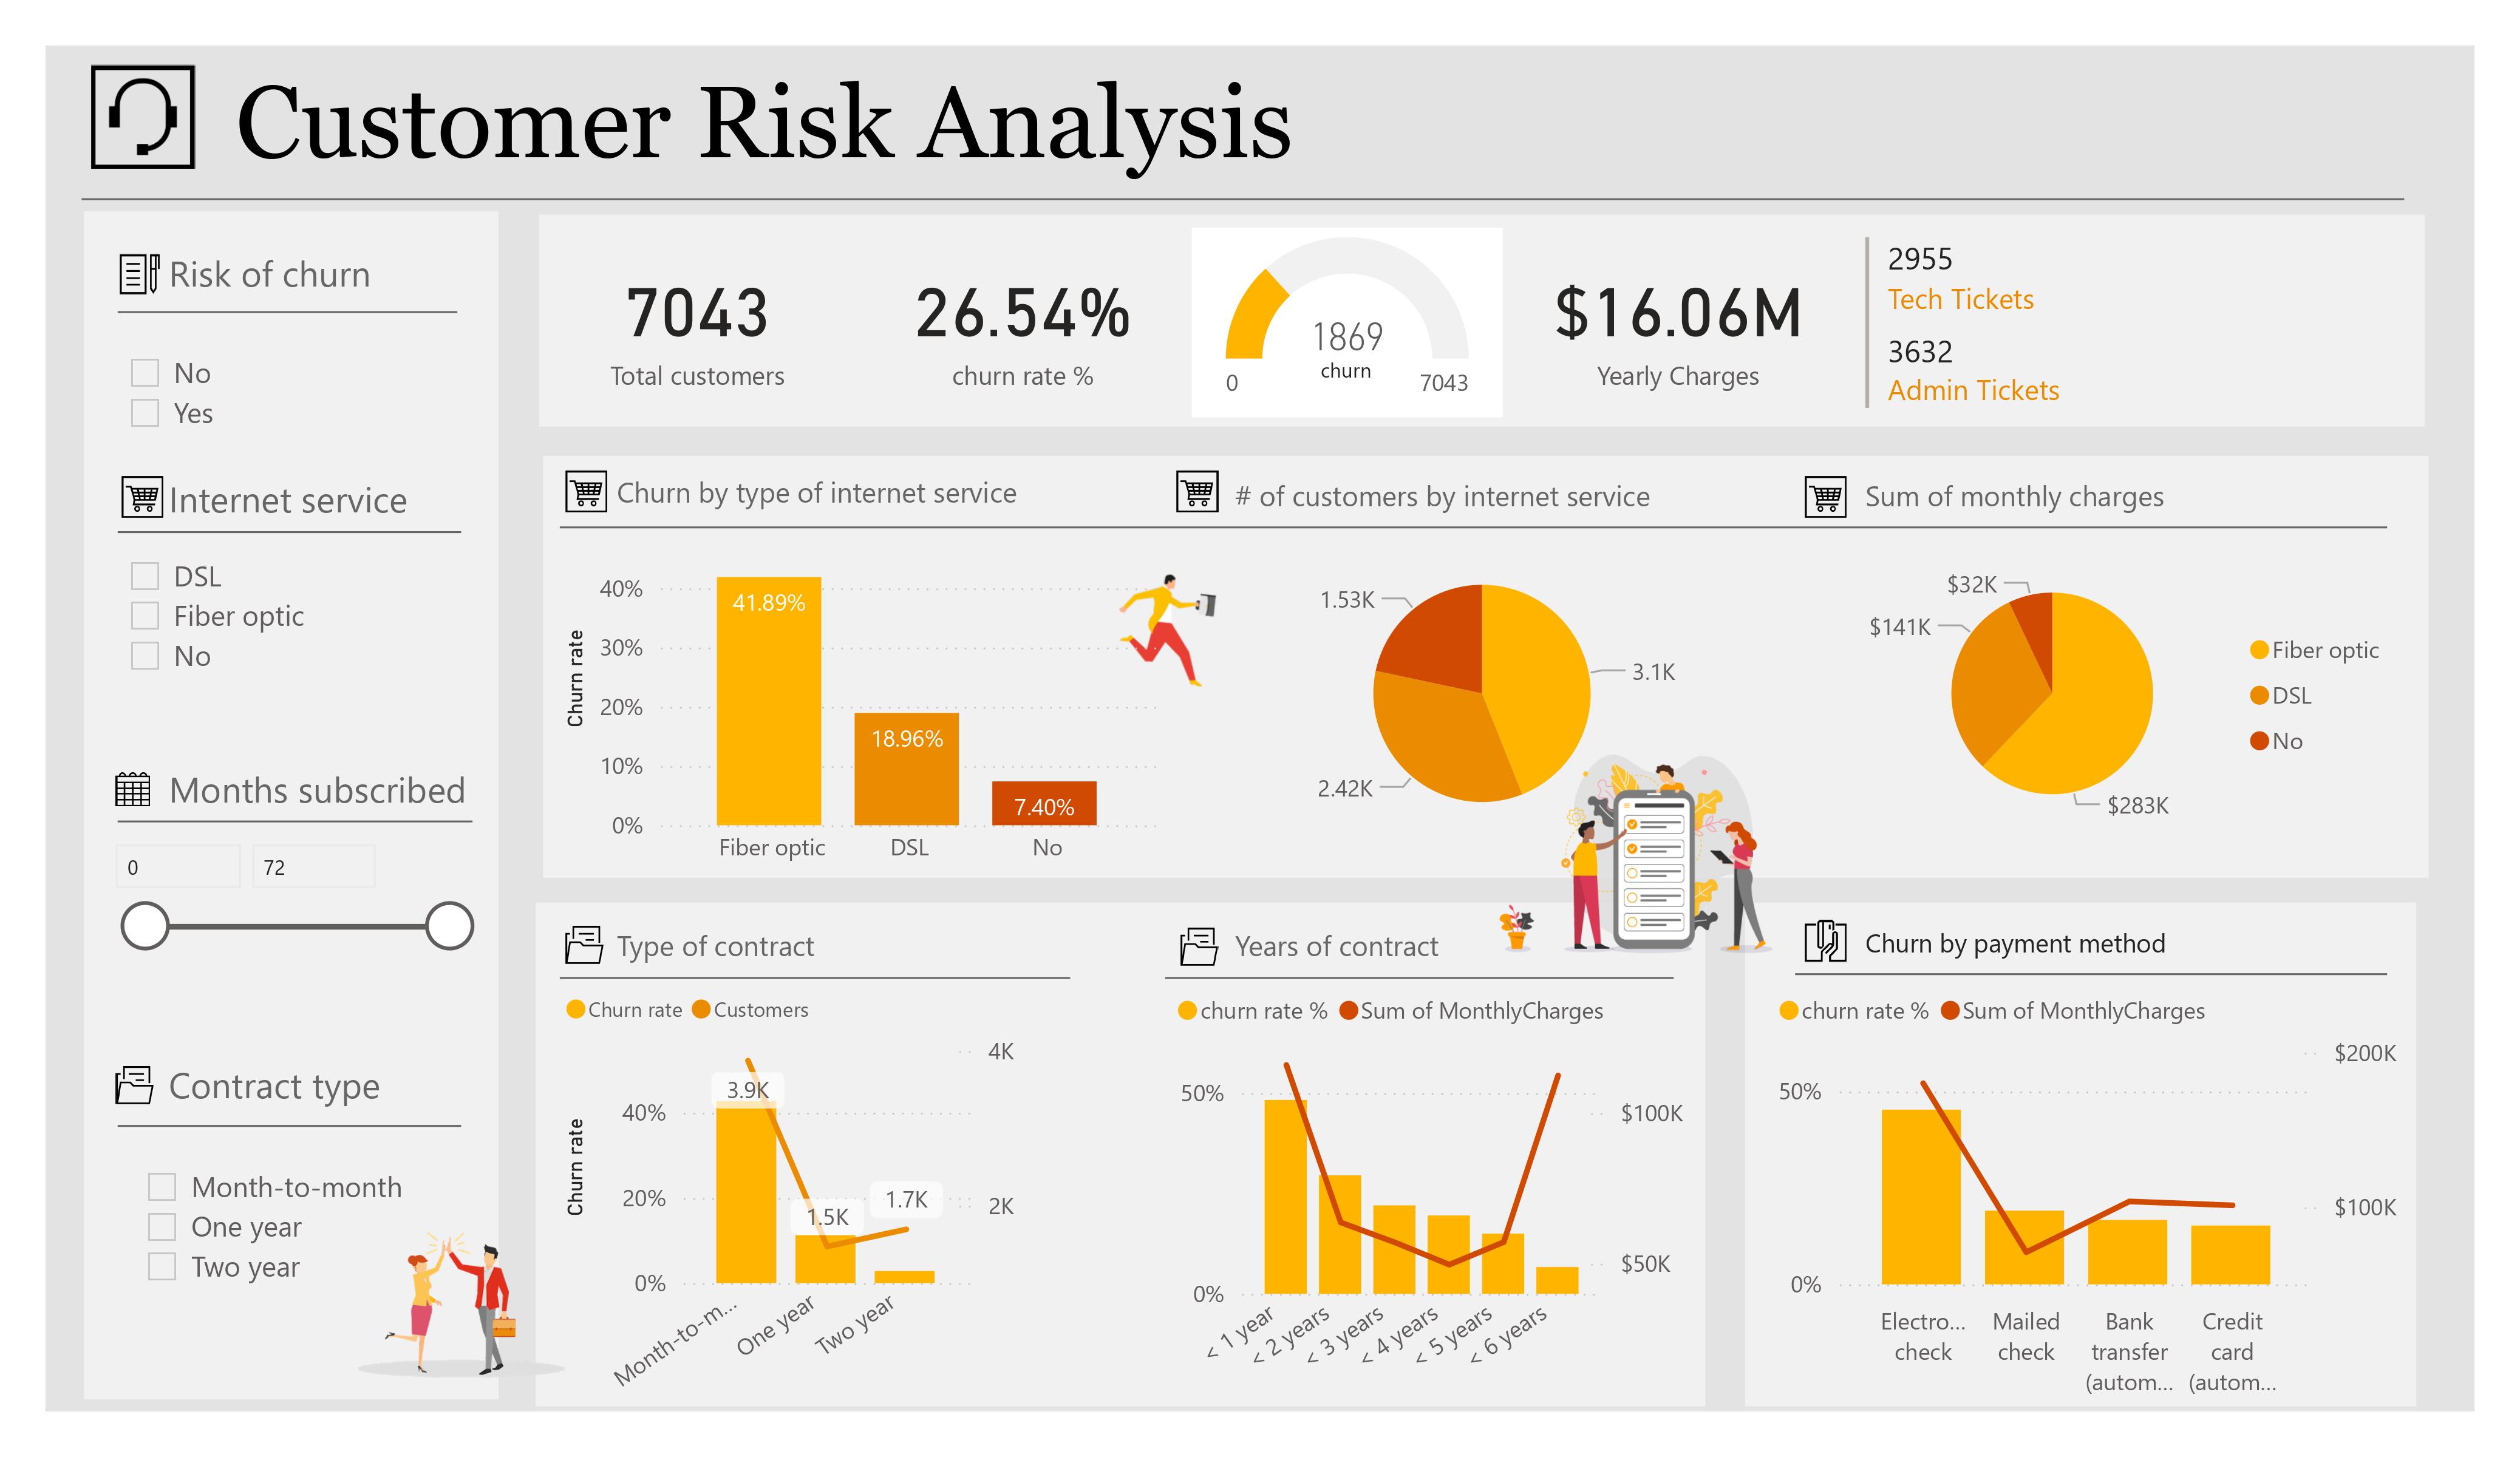 Customer Risk Analysis
Risk of churn
No
Yes
Internet service
DSL
Fiber optic
No
Months subscribed
0 72
Contract type
Month-to-month
One year
Two year
7043
Total customers
26.54%
churn rate %
1869
churn
0 7043
$16.06M
Yearly Charges
2955
Tech Tickets
3632
Admin Tickets
Churn by type of internet service
Churn rate
40%
30%
20%
10%
0%
41.89%
18.96%
7.40%
Fiber optic DSL No
# of customers by internet service
1.53K
3.1K
2.42K
Sum of monthly charges
$32K
$141K
$283K
Fiber optic
DSL
No
Type of contract
Churn rate Customers
Churn rate
40%
20%
0%
4K
2K
3.9K
1.5K
1.7K
Month-to-m...
One year
Two year
Years of contract
churn rate % Sum of MonthlyCharges
50%
0%
$100K
$50K
< 1 year
< 2 years
< 3 years
< 4 years
< 5 years
< 6 years
Churn by payment method
churn rate % Sum of MonthlyCharges
50%
0%
$200K
$100K
Electro...
check
Mailed
check
Bank
transfer
(autom...
Credit
card
(autom...